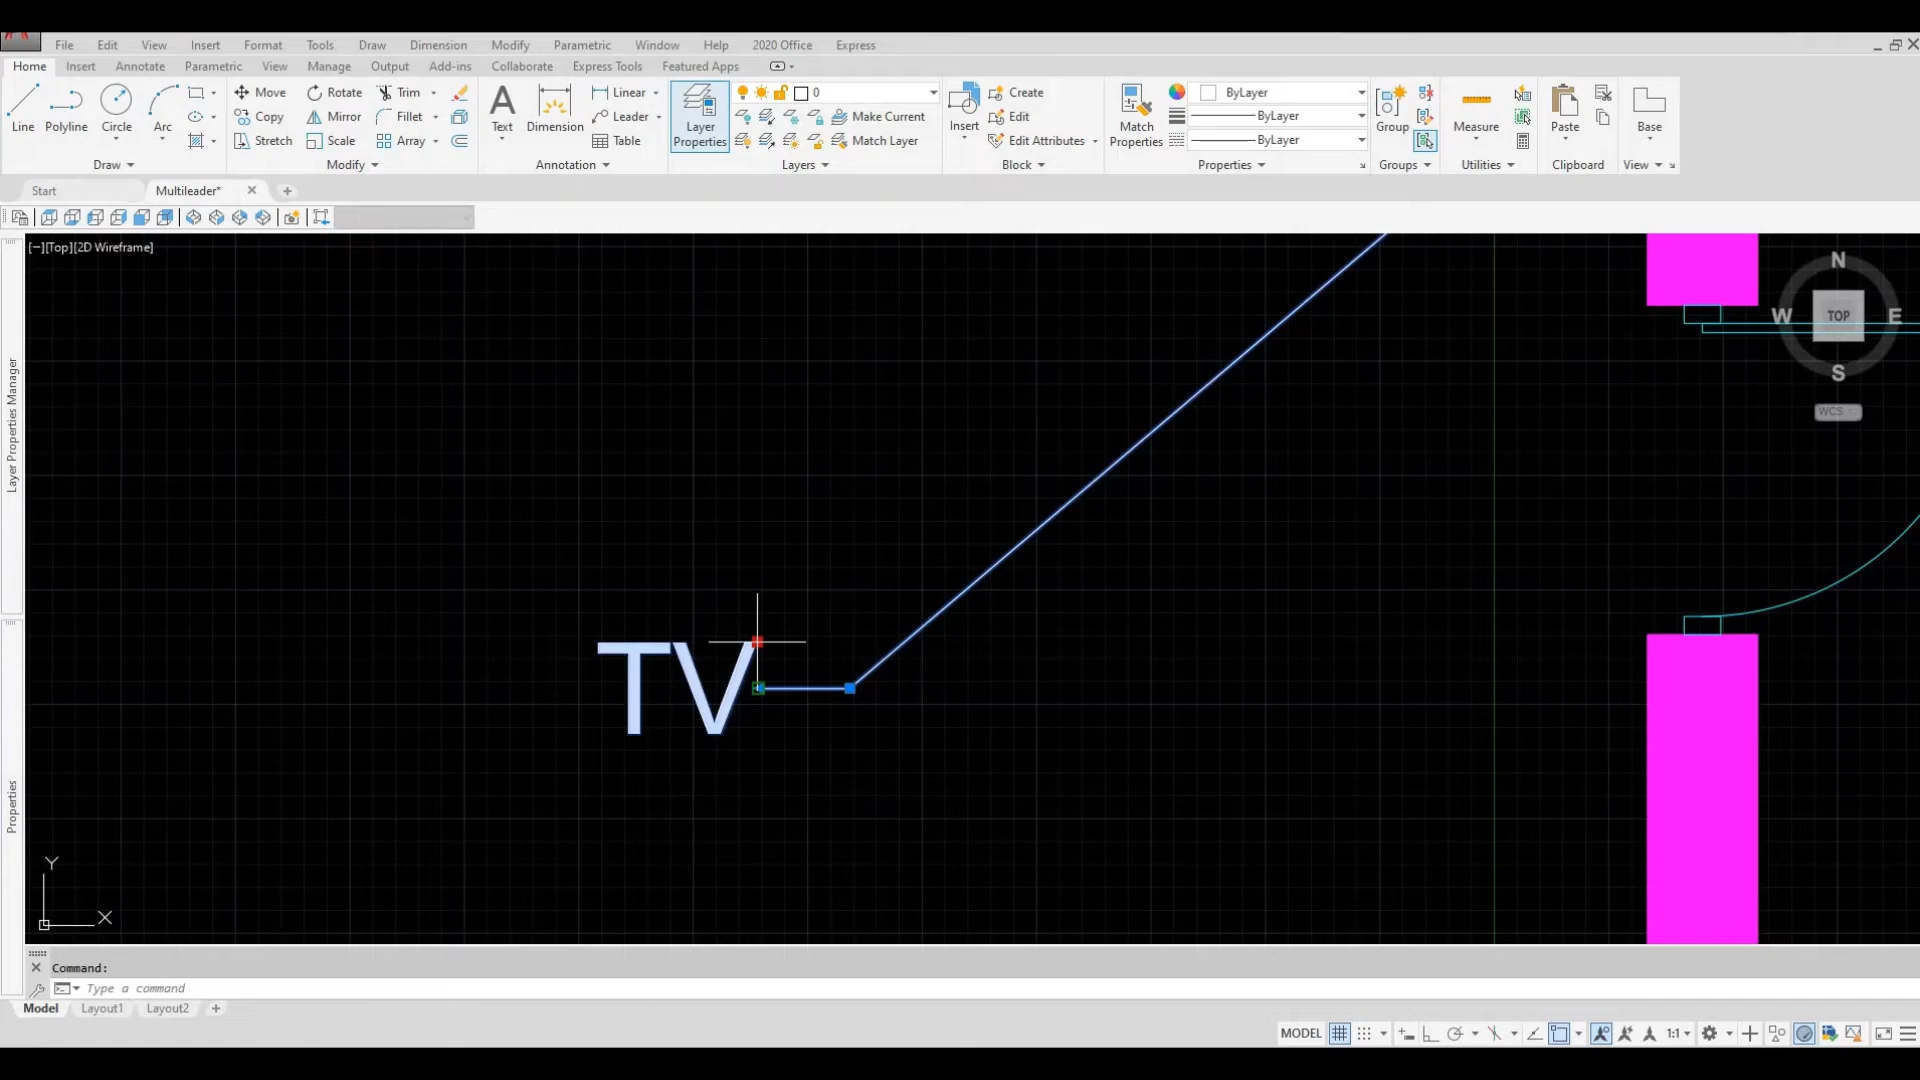 File Edit View Insert Format Tools Draw Dimension Modify Parametric Window Help 2020 Office Express
Home Insert Annotate Parametric View Manage Output Add-ins Collaborate Express Tools Featured Apps
Line Polyline Circle Arc
Move Rotate Trim
Copy Mirror Fillet
Stretch Scale Array
Text Dimension
Linear
Leader
Table
Layer Properties
0
Make Current
Match Layer
Insert
Create
Edit
Edit Attributes
Match Properties
ByLayer
ByLayer
ByLayer
Group
Measure
Paste
Base
Draw Modify Annotation Layers Block Properties Groups Utilities Clipboard View
Start Multileader*
[−][Top][2D Wireframe]
N
W TOP E
S
WCS
Layer Properties Manager
TV
Properties
Y
X
Command:
Type a command
Model Layout1 Layout2
MODEL 1:1